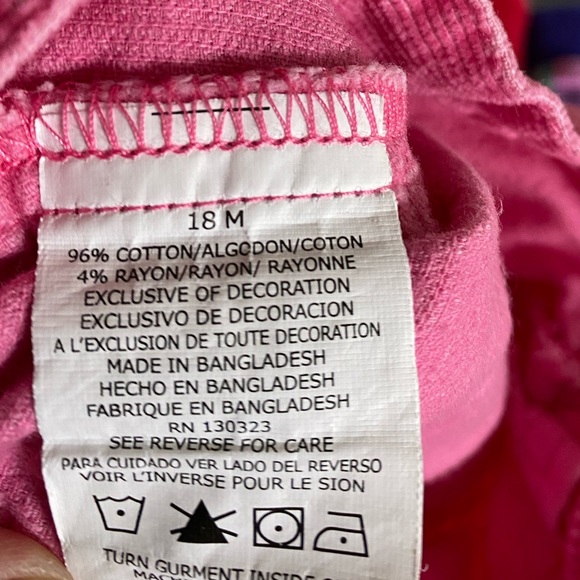 18 M
96% COTTON/ALGODON/COTON
4% RAYON/RAYON/ RAYONNE
EXCLUSIVE OF DECORATION
EXCLUSIVO DE DECORACION
A L'EXCLUSION DE TOUTE DECORATION
MADE IN BANGLADESH
HECHO EN BANGLADESH
FABRIQUE EN BANGLADESH
RN 130323
SEE REVERSE FOR CARE
PARA CUIDADO VER LADO DEL REVERSO
VOIR L'INVERSE POUR LE SION
TURN GURMENT INSIDE